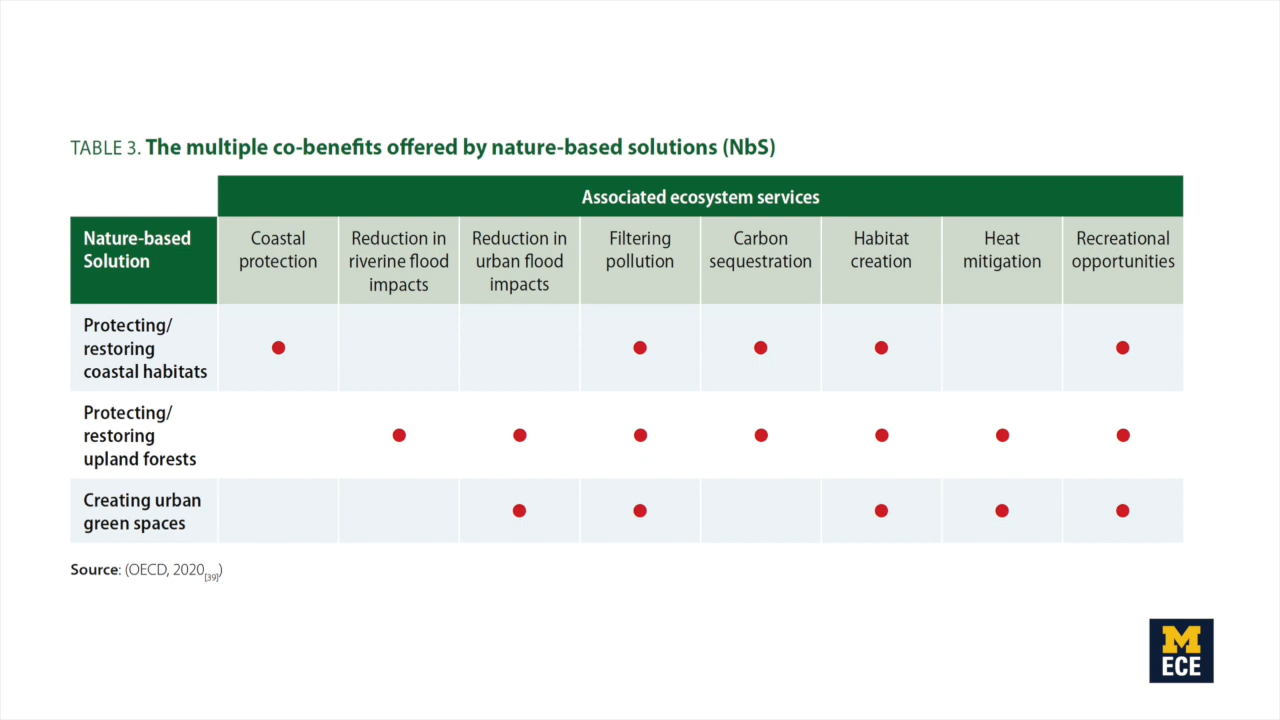 TABLE 3. The multiple co-benefits offered by nature-based solutions (NbS)
Associated ecosystem services
Nature-based
Solution
Coastal
protection
Reduction in
riverine flood
impacts
Reduction in
urban flood
impacts
Filtering
pollution
Carbon
sequestration
Habitat
creation
Heat
mitigation
Recreational
opportunities
Protecting/
restoring
coastal habitats
Protecting/
restoring
upland forests
Creating urban
green spaces
Source: (OECD, 2020[39])
M
ECE